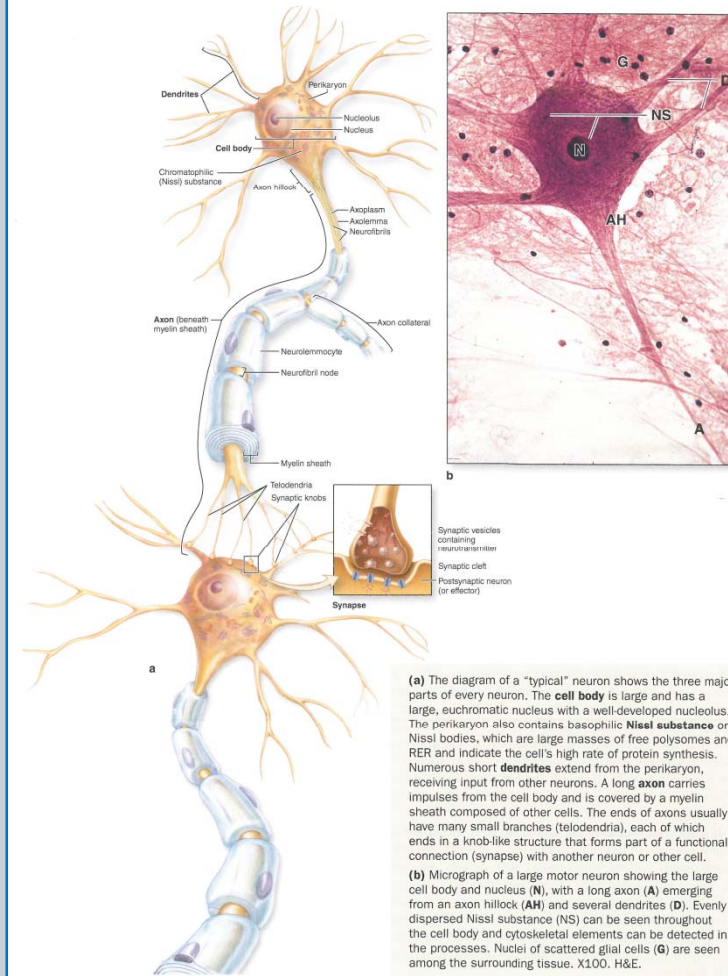 Dendrites
Perikaryon
Nucleolus
Nucleus
Cell body
Chromatophilic
(Nissl) substance
Axon hillock
Axoplasm
Axolemma
Neurofibrils
Axon (beneath
myelin sheath)
Axon collateral
Neurolemmocyte
Neurofibril node
Myelin sheath
Telodendria
Synaptic knobs
Synaptic vesicles
containing
neurotransmitter
Synaptic cleft
Postsynaptic neuron
(or effector)
Synapse
a
G
D
NS
N
AH
A
b
(a) The diagram of a “typical” neuron shows the three majo
parts of every neuron. The cell body is large and has a
large, euchromatic nucleus with a well-developed nucleolus.
The perikaryon also contains basophilic Nissl substance or
Nissl bodies, which are large masses of free polysomes and
RER and indicate the cell's high rate of protein synthesis.
Numerous short dendrites extend from the perikaryon,
receiving input from other neurons. A long axon carries
impulses from the cell body and is covered by a myelin
sheath composed of other cells. The ends of axons usually
have many small branches (telodendria), each of which
ends in a knob-like structure that forms part of a functional
connection (synapse) with another neuron or other cell.
(b) Micrograph of a large motor neuron showing the large
cell body and nucleus (N), with a long axon (A) emerging
from an axon hillock (AH) and several dendrites (D). Evenly
dispersed Nissl substance (NS) can be seen throughout
the cell body and cytoskeletal elements can be detected in
the processes. Nuclei of scattered glial cells (G) are seen
among the surrounding tissue. X100. H&E.